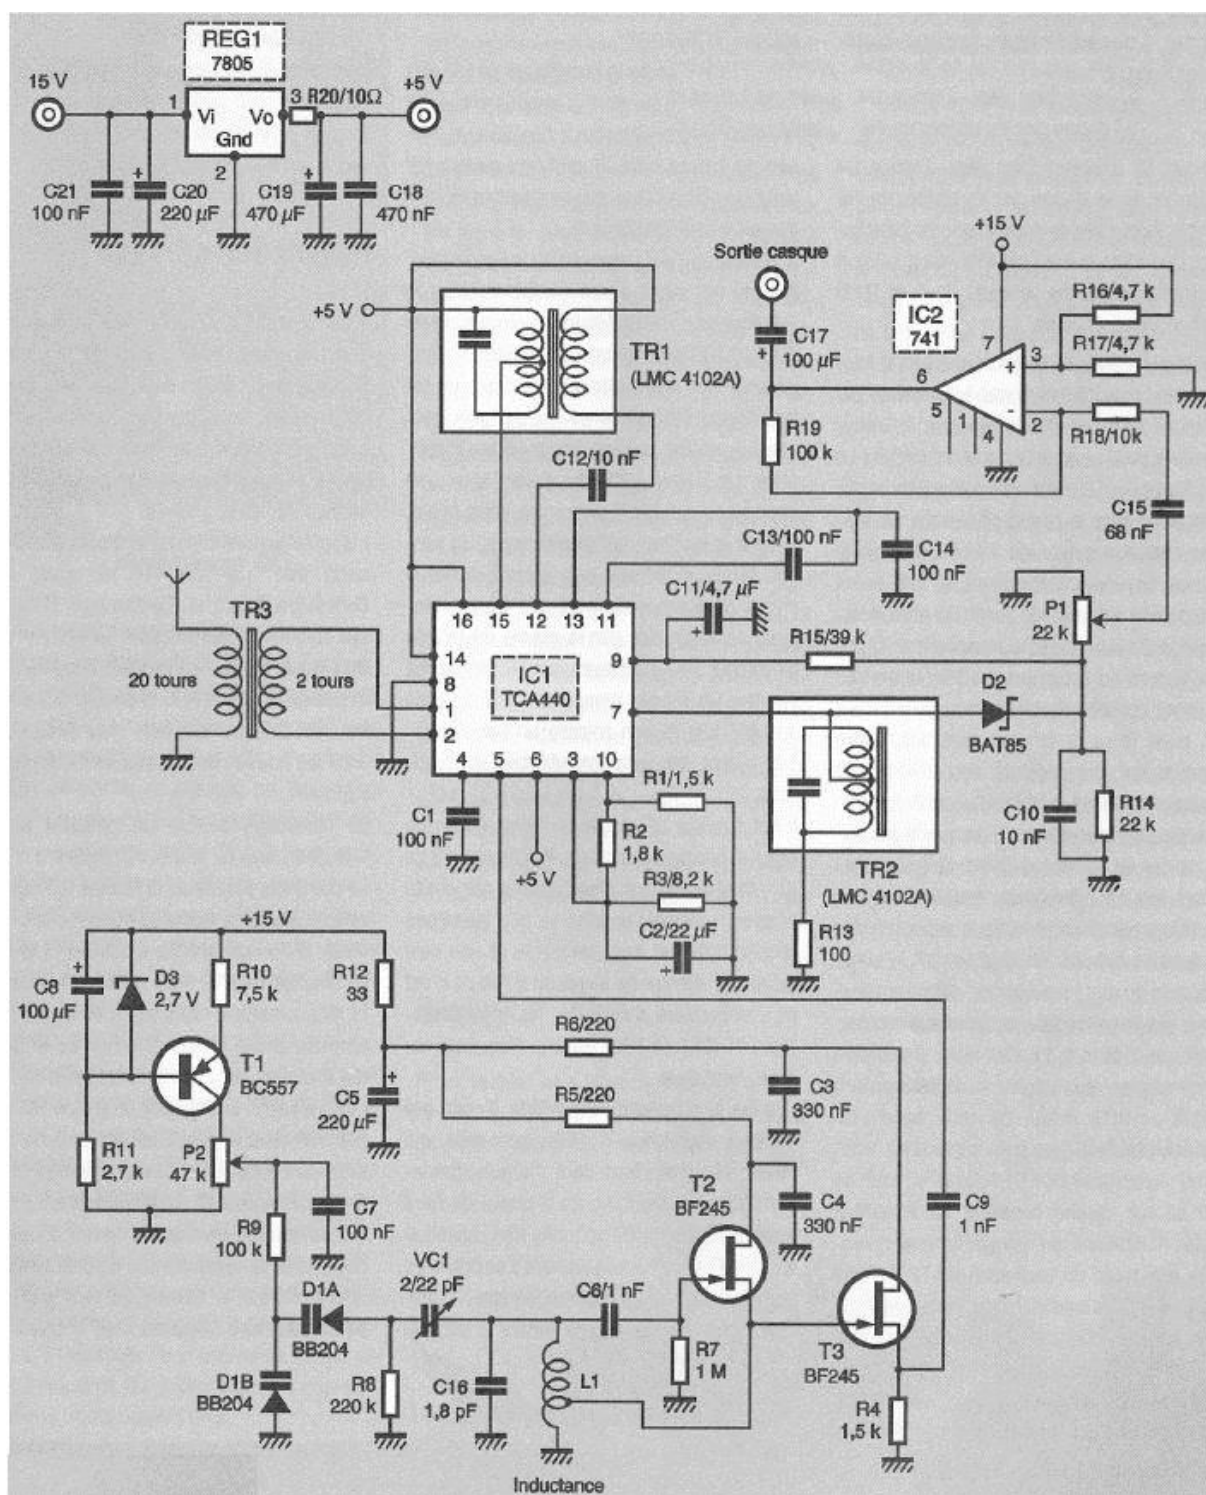 REG1
7805
15 V
+5 V
1
3 R20/10Ω
Vi
Vo
Gnd
2
C21
100 nF
C20
220 µF
+
C19
470 µF
+
C18
470 nF
+15 V
Sortie casque
R16/4,7 k
IC2
741
7
C17
100 µF
+
R17/4,7 k
3
+
6
5
1
4
-
2
R18/10k
+5 V
TR1
(LMC 4102A)
R19
100 k
C12/10 nF
C15
68 nF
C13/100 nF
C14
100 nF
C11/4,7 µF
+
P1
22 k
TR3
20 tours
2 tours
16
15
12
13
11
14
8
1
2
9
7
IC1
TCA440
4
5
6
3
10
R15/39 k
D2
BAT85
C1
100 nF
+5 V
R1/1,5 k
R2
1,8 k
R3/8,2 k
C2/22 µF
+
TR2
(LMC 4102A)
C10
10 nF
R14
22 k
R13
100
+15 V
C8
100 µF
+
D3
2,7 V
R10
7,5 k
R12
33
T1
BC557
C5
220 µF
+
R6/220
R5/220
C3
330 nF
R11
2,7 k
P2
47 k
C7
100 nF
R9
100 k
T2
BF245
C4
330 nF
C9
1 nF
VC1
2/22 pF
C6/1 nF
D1A
BB204
D1B
BB204
R8
220 k
C16
1,8 pF
L1
R7
1 M
T3
BF245
R4
1,5 k
Inductance